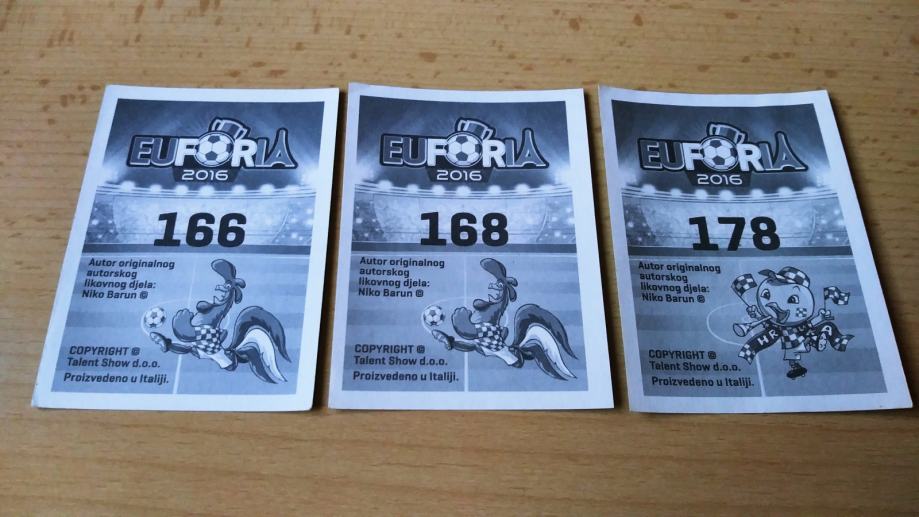 EUFORIA
2016
166
Autor originalnog
autorskog
likovnog djela:
Niko Barun ©
COPYRIGHT ©
Talent Show d.o.o.
Proizvedeno u Italiji.
EUFORIA
2016
168
Autor originalnog
autorskog
likovnog djela:
Niko Barun ©
COPYRIGHT ©
Talent Show d.o.o.
Proizvedeno u Italiji.
EUFORIA
2016
178
Autor originalnog
autorskog
likovnog djela:
Niko Barun ©
COPYRIGHT ©
Talent Show d.o.o.
Proizvedeno u Italiji.